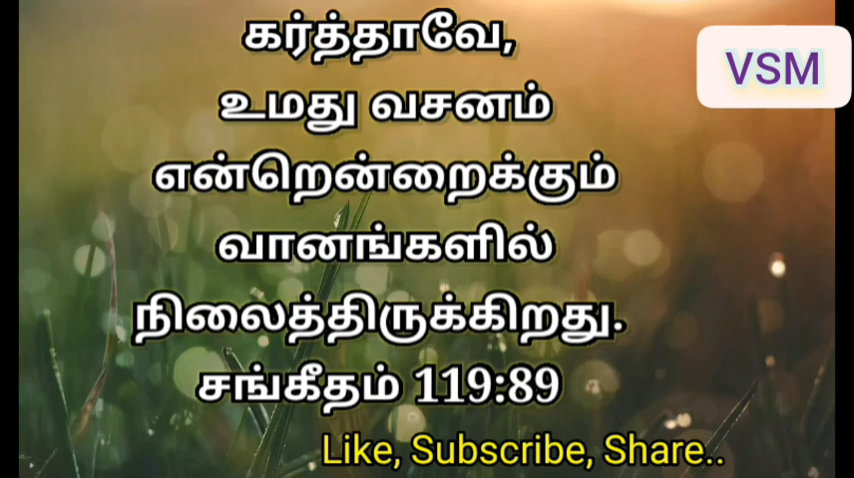 கர்த்தாவே,
VSM
உமது வசனம்
என்றென்றைக்கும்
வானங்களில்
நிலைத்திருக்கிறது.
சங்கீதம் 119:89
Like, Subscribe, Share..